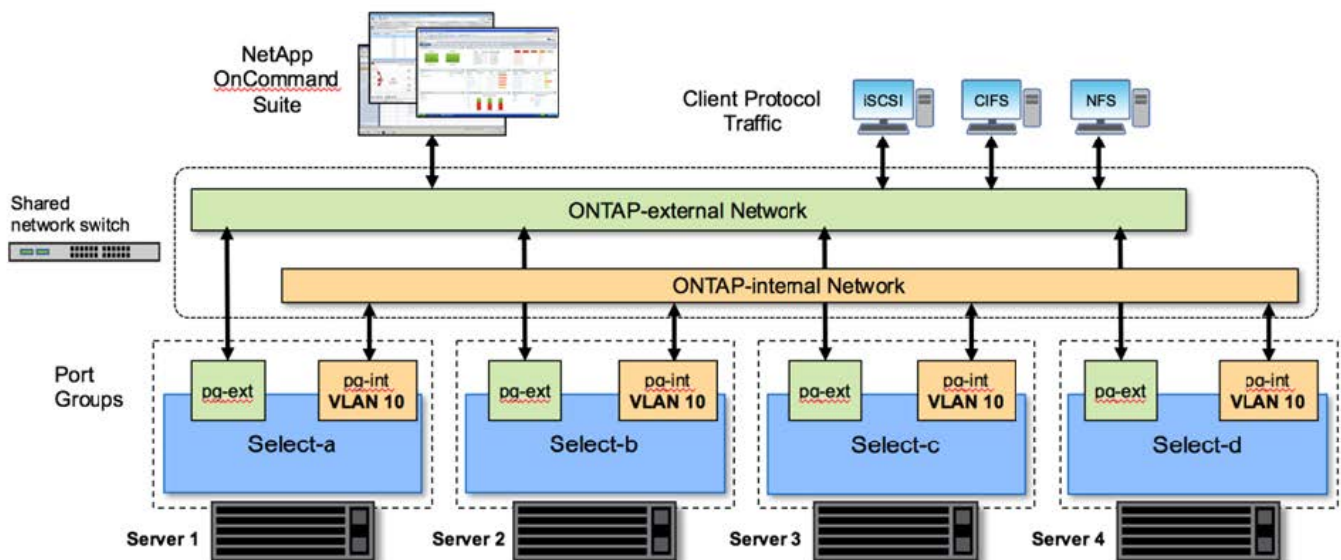 NetApp
OnCommand
Suite
Client Protocol
Traffic
iSCSI
CIFS
NFS
Shared
network switch
ONTAP-external Network
ONTAP-internal Network
Port
Groups
pg-ext
pg-int
VLAN 10
Select-a
pg-ext
pg-int
VLAN 10
Select-b
pg-ext
pg-int
VLAN 10
Select-c
pg-ext
pg-int
VLAN 10
Select-d
Server 1
Server 2
Server 3
Server 4